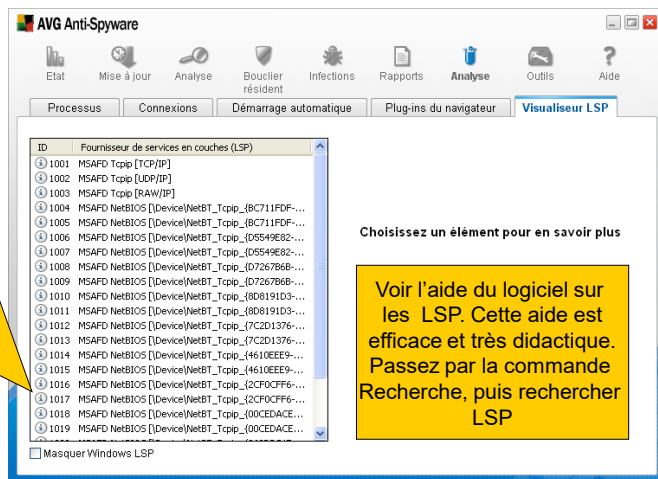 AVG Anti-Spyware
Etat Mise à jour Analyse Bouclier résident Infections Rapports Analyse Outils Aide
Processus Connexions Démarrage automatique Plug-ins du navigateur Visualiseur LSP
ID Fournisseur de services en couches (LSP)
1001 MSAFD Tcpip [TCP/IP]
1002 MSAFD Tcpip [UDP/IP]
1003 MSAFD Tcpip [RAW/IP]
1004 MSAFD NetBIOS [\Device\NetBT_Tcpip_{BC711FDF-...
1005 MSAFD NetBIOS [\Device\NetBT_Tcpip_{BC711FDF-...
1006 MSAFD NetBIOS [\Device\NetBT_Tcpip_{D5549E82-...
1007 MSAFD NetBIOS [\Device\NetBT_Tcpip_{D5549E82-...
1008 MSAFD NetBIOS [\Device\NetBT_Tcpip_{D7267B6B-...
1009 MSAFD NetBIOS [\Device\NetBT_Tcpip_{D7267B6B-...
1010 MSAFD NetBIOS [\Device\NetBT_Tcpip_{8D8191D3-...
1011 MSAFD NetBIOS [\Device\NetBT_Tcpip_{8D8191D3-...
1012 MSAFD NetBIOS [\Device\NetBT_Tcpip_{7C2D1376-...
1013 MSAFD NetBIOS [\Device\NetBT_Tcpip_{7C2D1376-...
1014 MSAFD NetBIOS [\Device\NetBT_Tcpip_{4610EEE9-...
1015 MSAFD NetBIOS [\Device\NetBT_Tcpip_{4610EEE9-...
1016 MSAFD NetBIOS [\Device\NetBT_Tcpip_{2CF0CFF6-...
1017 MSAFD NetBIOS [\Device\NetBT_Tcpip_{2CF0CFF6-...
1018 MSAFD NetBIOS [\Device\NetBT_Tcpip_{00CEDACE...
1019 MSAFD NetBIOS [\Device\NetBT_Tcpip_{00CEDACE...
Masquer Windows LSP
Choisissez un élément pour en savoir plus
Voir l'aide du logiciel sur
les LSP. Cette aide est
efficace et très didactique.
Passez par la commande
Recherche, puis rechercher
LSP